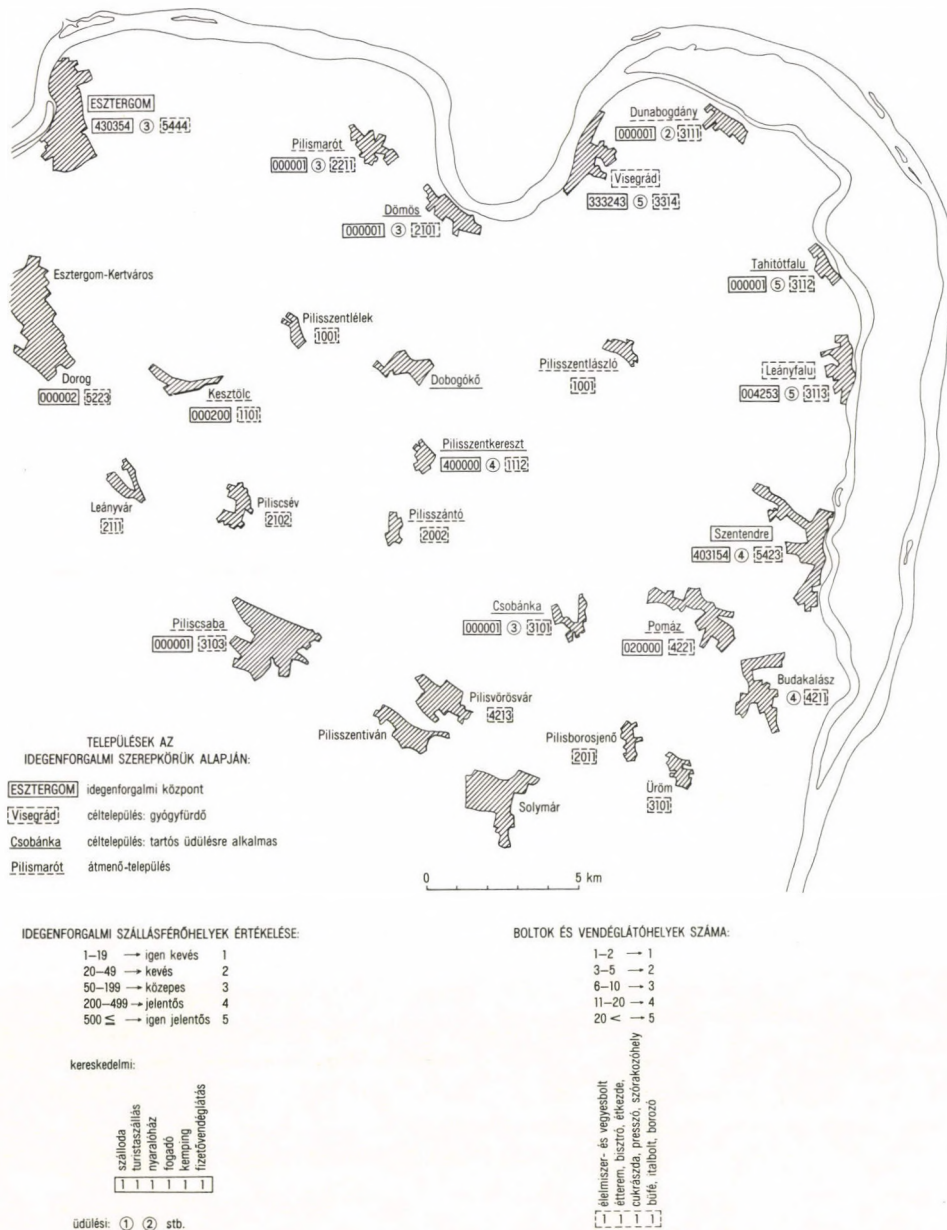 ESZTERGOM
430354 3 5444
Pilismarót
000001 3 2211
Dunabogdány
000001 2 3111
Visegrád
333243 5 3314
Dömös
000001 3 2101
Tahitótfalu
000001 5 3112
Esztergom-Kertváros
Pilisszentlélek
1001
Dobogókő
Pilisszentlászló
1001
Leányfalu
004253 5 3113
Dorog
000002 5223
Kesztölc
000200 1101
Pilisszentkereszt
400000 4 1112
Leányvár
2111
Piliscsév
2102
Pilisszántó
2002
Szentendre
403154 4 5423
Piliscsaba
000001 3103
Csobánka
000001 3 3101
Pomáz
020000 4221
Budakalász
4 4211
Pilisvörösvár
4213
Pilisszentiván
Pilisborosjenő
2011
Üröm
3101
Solymár
TELEPÜLÉSEK AZ
IDEGENFORGALMI SZEREPKÖRÜK ALAPJÁN:
ESZTERGOM idegenforgalmi központ
Visegrád céltelepülés: gyógyfürdő
Csobánka céltelepülés: tartós üdülésre alkalmas
Pilismarót átmenő-település
0 5 km
IDEGENFORGALMI SZÁLLÁSFÉRŐHELYEK ÉRTÉKELÉSE:
1–19 → igen kevés 1
20–49 → kevés 2
50–199 → közepes 3
200–499 → jelentős 4
500 ≦ → igen jelentős 5
kereskedelmi:
szálloda
turistaszállás
nyaralóház
fogadó
kemping
fizetővendéglátás
1 1 1 1 1 1
üdülési: 1 2 stb.
BOLTOK ÉS VENDÉGLÁTÓHELYEK SZÁMA:
1–2 → 1
3–5 → 2
6–10 → 3
11–20 → 4
20 < → 5
élelmiszer- és vegyesbolt
étterem, bisztró, étkezde,
cukrászda, presszó, szórakozóhely
büfé, italbolt, borozó
1 1 1 1